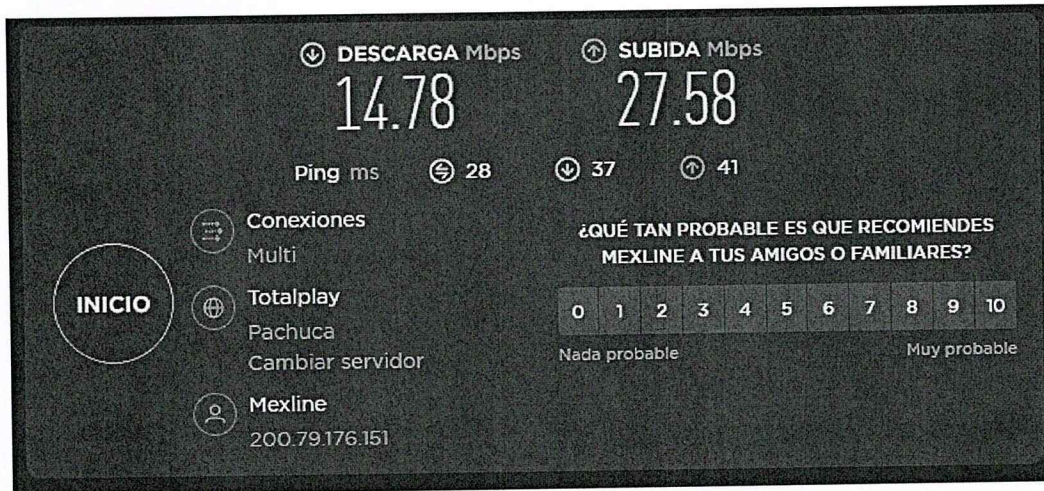 DESCARGA Mbps
14.78
SUBIDA Mbps
27.58
Ping ms 28 37 41
Conexiones
Multi
INICIO
Totalplay
Pachuca
Cambiar servidor
Mexline
200.79.176.151
¿QUÉ TAN PROBABLE ES QUE RECOMIENDES
MEXLINE A TUS AMIGOS O FAMILIARES?
0 1 2 3 4 5 6 7 8 9 10
Nada probable Muy probable